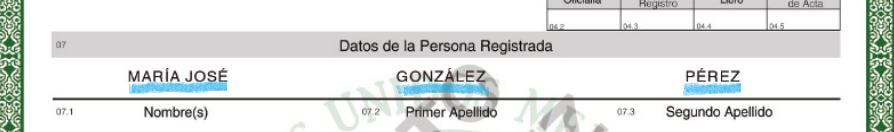 Oficialía Registro Libro de Acta
04.2 04.3 04.4 04.5
07 Datos de la Persona Registrada
MARÍA JOSÉ GONZÁLEZ PÉREZ
07.1 Nombre(s) 07.2 Primer Apellido 07.3 Segundo Apellido
UNIDOS